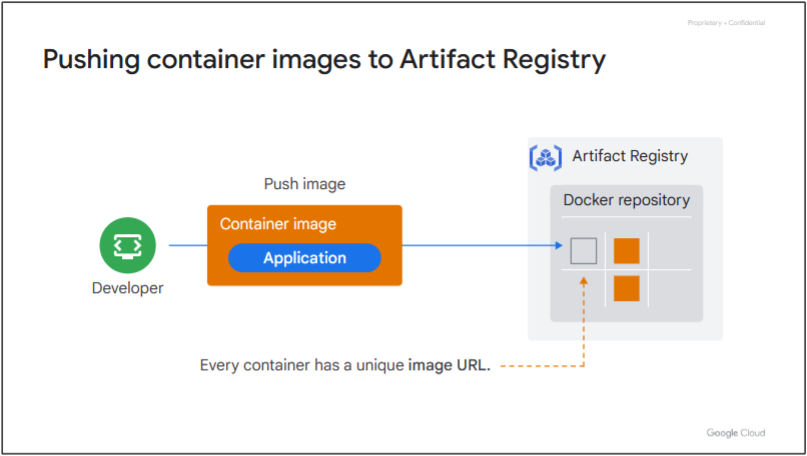 Proprietary + Confidential
Pushing container images to Artifact Registry
Artifact Registry
Push image
Docker repository
Container image
Application
Developer
Every container has a unique image URL.
Google Cloud